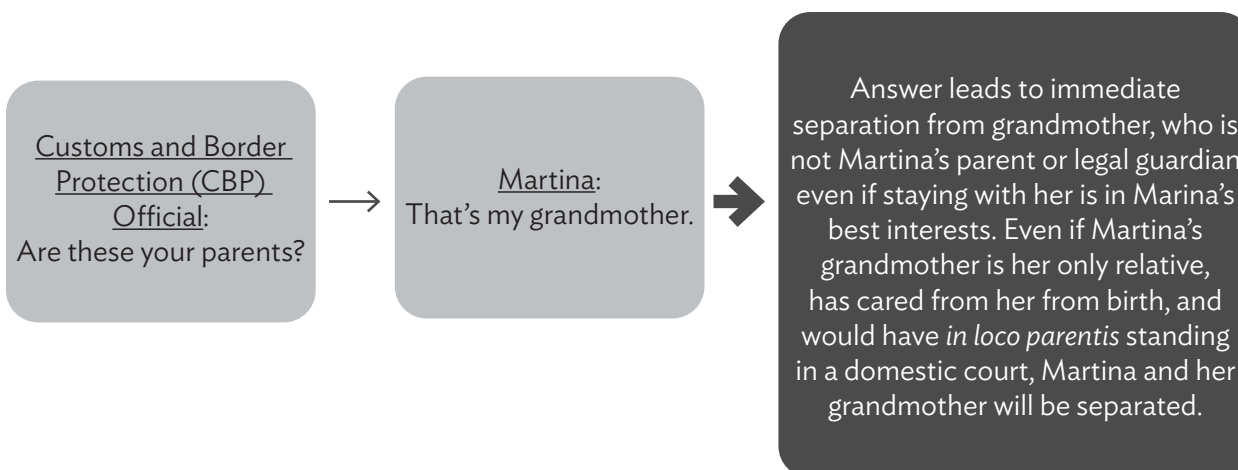 Customs and Border
Protection (CBP)
Official:
Are these your parents?
Martina:
That's my grandmother.
Answer leads to immediate
separation from grandmother, who is
not Martina's parent or legal guardian
even if staying with her is in Marina's
best interests. Even if Martina's
grandmother is her only relative,
has cared from her from birth, and
would have in loco parentis standing
in a domestic court, Martina and her
grandmother will be separated.